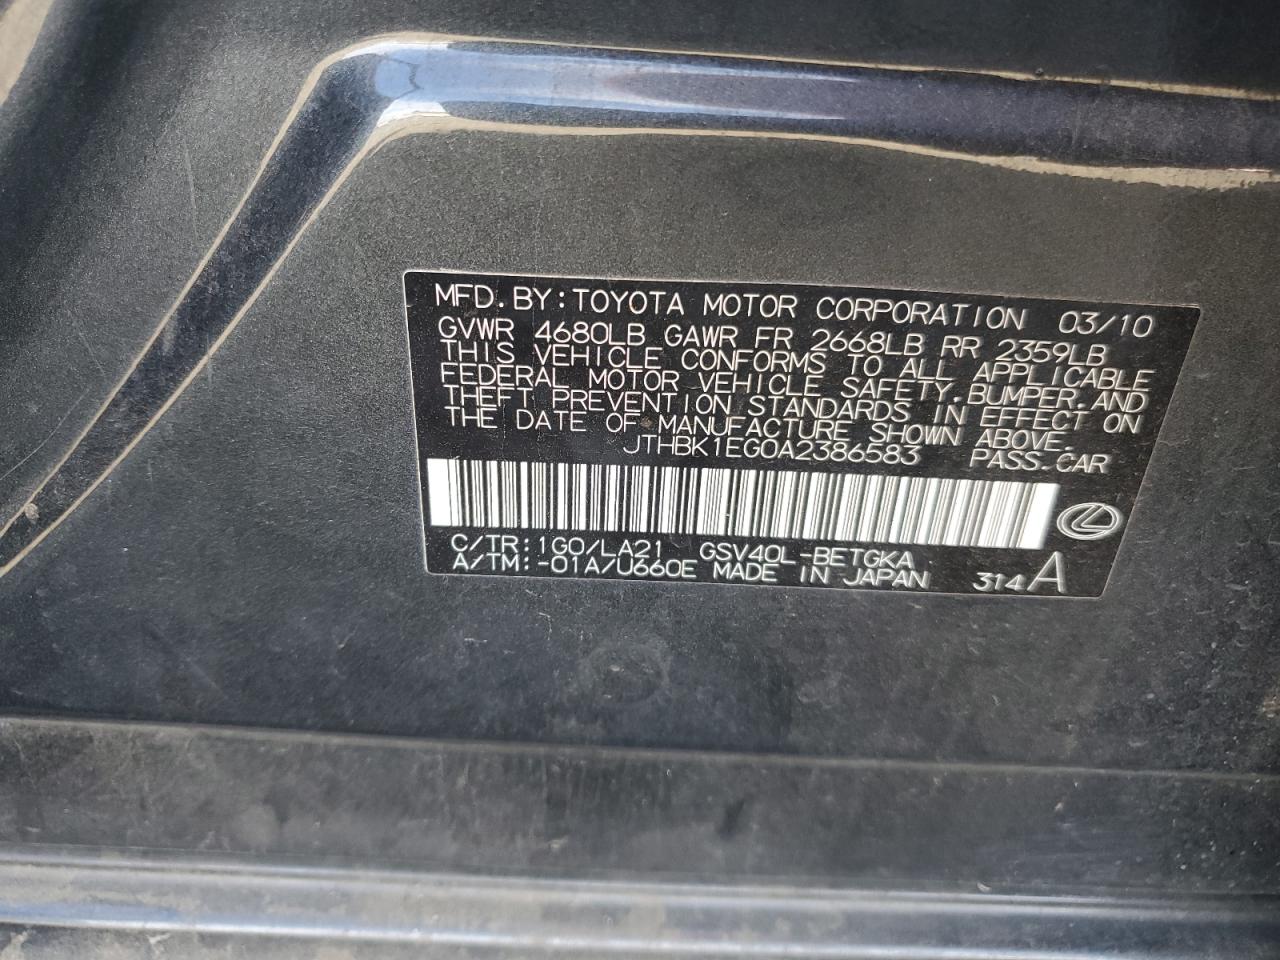 MFD. BY: TOYOTA MOTOR CORPORATION 03/10
GVWR 4680LB GAWR FR 2668LB RR 2359LB
THIS VEHICLE CONFORMS TO ALL APPLICABLE
FEDERAL MOTOR VEHICLE SAFETY, BUMPER, AND
THEFT PREVENTION STANDARDS IN EFFECT ON
THE DATE OF MANUFACTURE SHOWN ABOVE.
JTHBK1EG0A2386583 PASS. CAR
C/TR: 1G0/LA21 GSV40L-BETGKA
A/TM: -01A/U660E MADE IN JAPAN 314 A